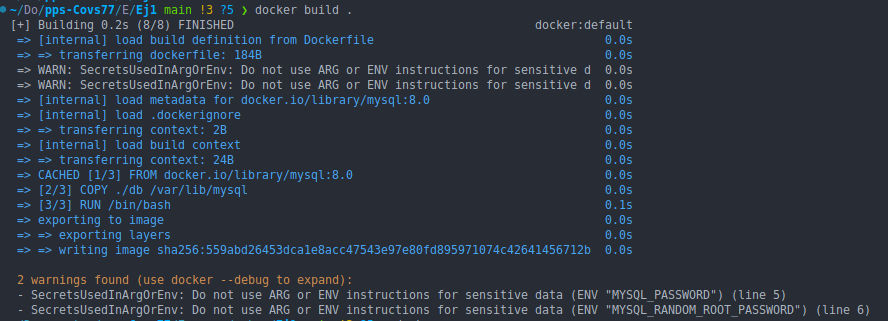 ~/Do/pps-Covs77/E/Ej1 main !3 ?5 ❯ docker build .
[+] Building 0.2s (8/8) FINISHED docker:default
=> [internal] load build definition from Dockerfile 0.0s
=> => transferring dockerfile: 184B 0.0s
=> WARN: SecretsUsedInArgOrEnv: Do not use ARG or ENV instructions for sensitive d 0.0s
=> WARN: SecretsUsedInArgOrEnv: Do not use ARG or ENV instructions for sensitive d 0.0s
=> [internal] load metadata for docker.io/library/mysql:8.0 0.0s
=> [internal] load .dockerignore 0.0s
=> => transferring context: 2B 0.0s
=> [internal] load build context 0.0s
=> => transferring context: 24B 0.0s
=> CACHED [1/3] FROM docker.io/library/mysql:8.0 0.0s
=> [2/3] COPY ./db /var/lib/mysql 0.0s
=> [3/3] RUN /bin/bash 0.1s
=> exporting to image 0.0s
=> => exporting layers 0.0s
=> => writing image sha256:559abd26453dca1e8acc47543e97e80fd895971074c42641456712b 0.0s
2 warnings found (use docker --debug to expand):
- SecretsUsedInArgOrEnv: Do not use ARG or ENV instructions for sensitive data (ENV "MYSQL_PASSWORD") (line 5)
- SecretsUsedInArgOrEnv: Do not use ARG or ENV instructions for sensitive data (ENV "MYSQL_RANDOM_ROOT_PASSWORD") (line 6)